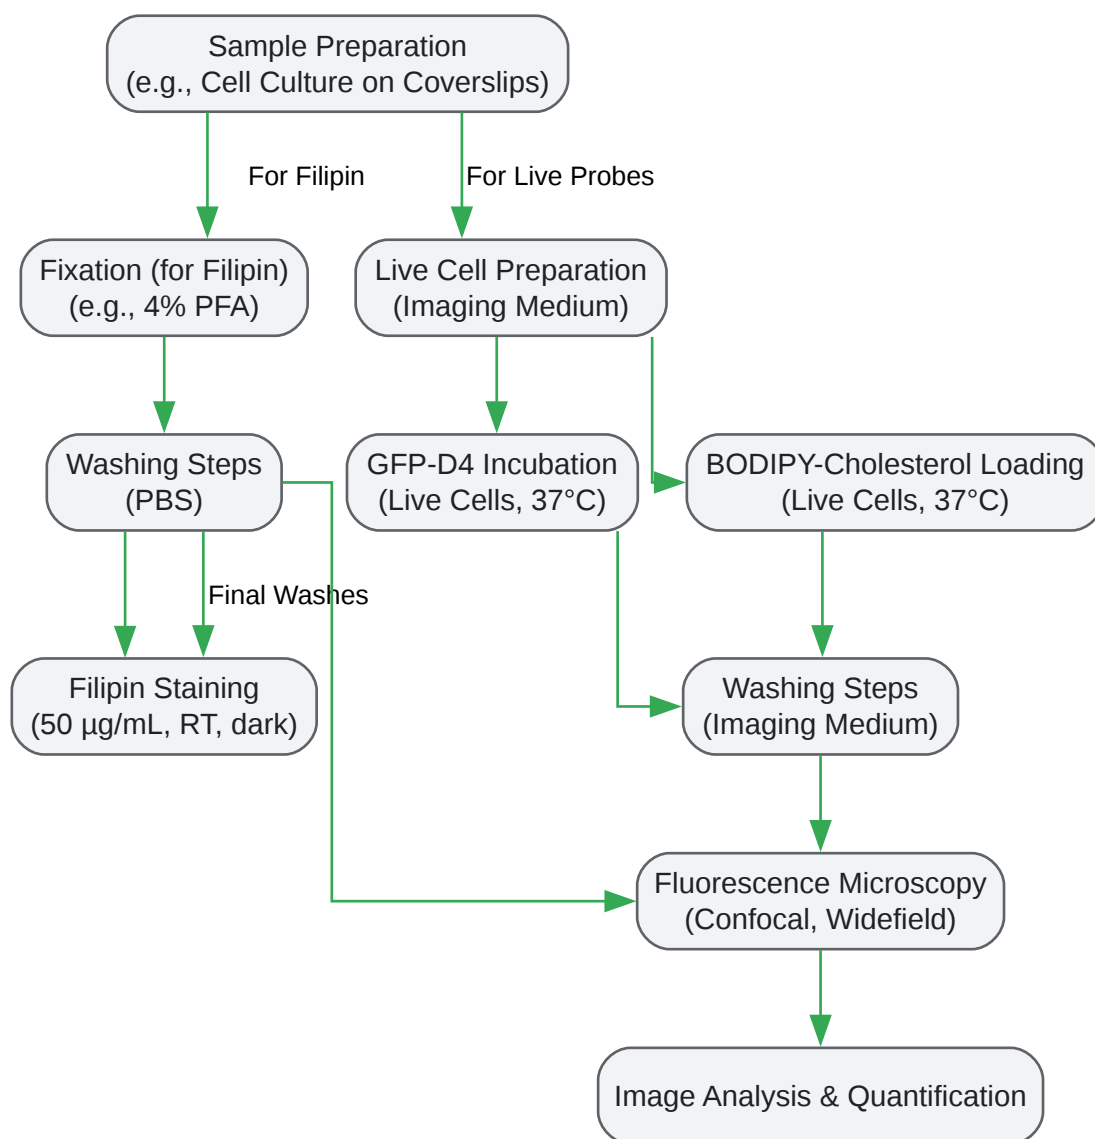 Sample Preparation
(e.g., Cell Culture on Coverslips)
For Filipin
For Live Probes
Fixation (for Filipin)
(e.g., 4% PFA)
Live Cell Preparation
(Imaging Medium)
Washing Steps
(PBS)
GFP-D4 Incubation
(Live Cells, 37°C)
BODIPY-Cholesterol Loading
(Live Cells, 37°C)
Final Washes
Filipin Staining
(50 µg/mL, RT, dark)
Washing Steps
(Imaging Medium)
Fluorescence Microscopy
(Confocal, Widefield)
Image Analysis & Quantification